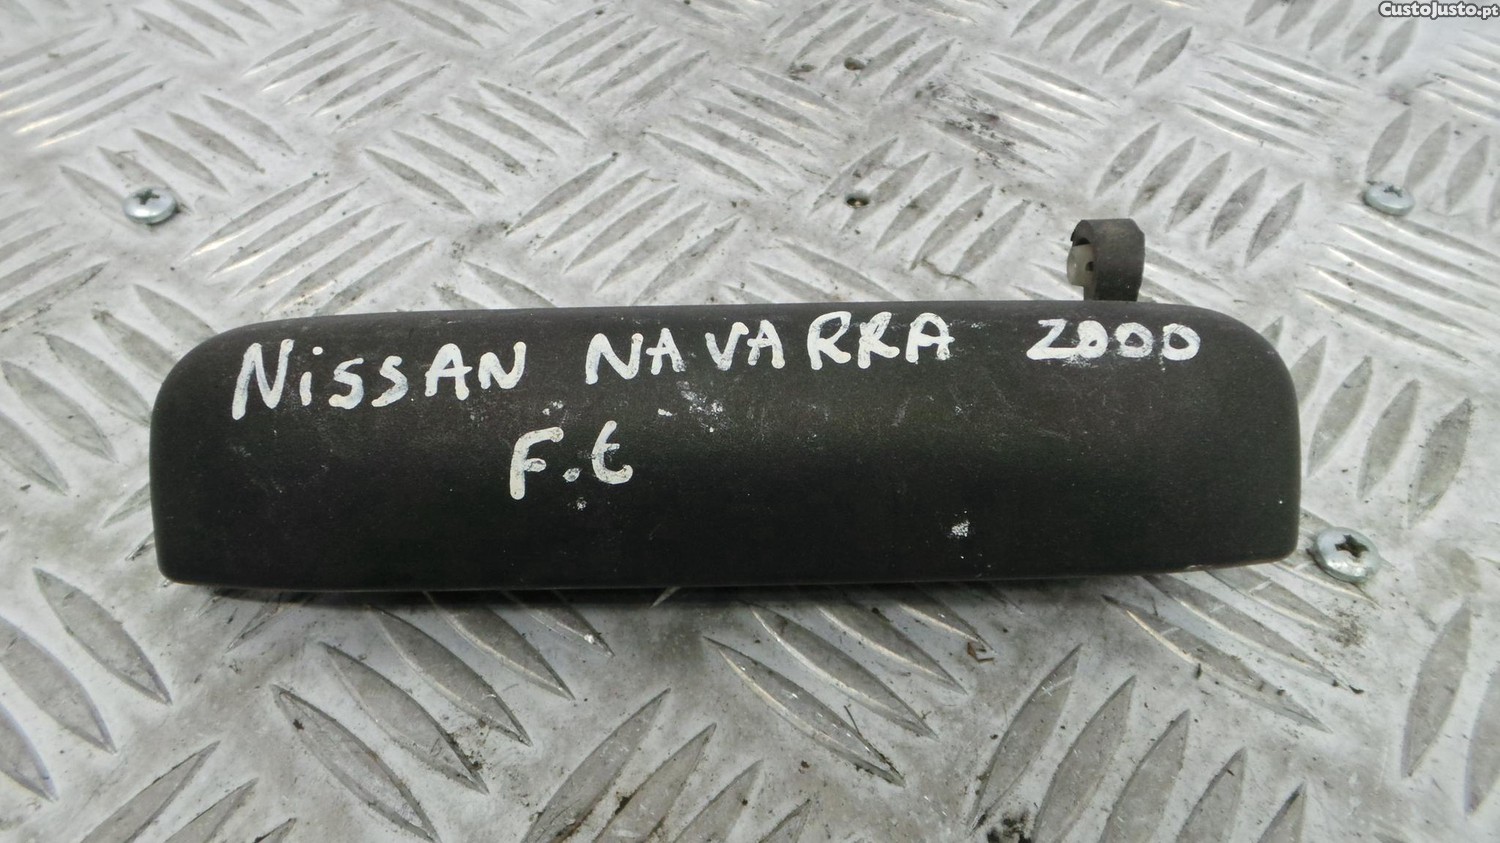 CustoJusto.pt
NiSSAN NAVARRA 2000
F.t